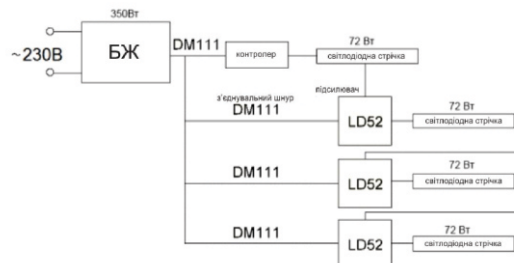 350Вт
~230В
БЖ
DM111
контролер
72 Вт
світлодіодна стрічка
з'єднувальний шнур
DM111
підсилювач
LD52
72 Вт
світлодіодна стрічка
DM111
LD52
72 Вт
світлодіодна стрічка
DM111
LD52
72 Вт
світлодіодна стрічка